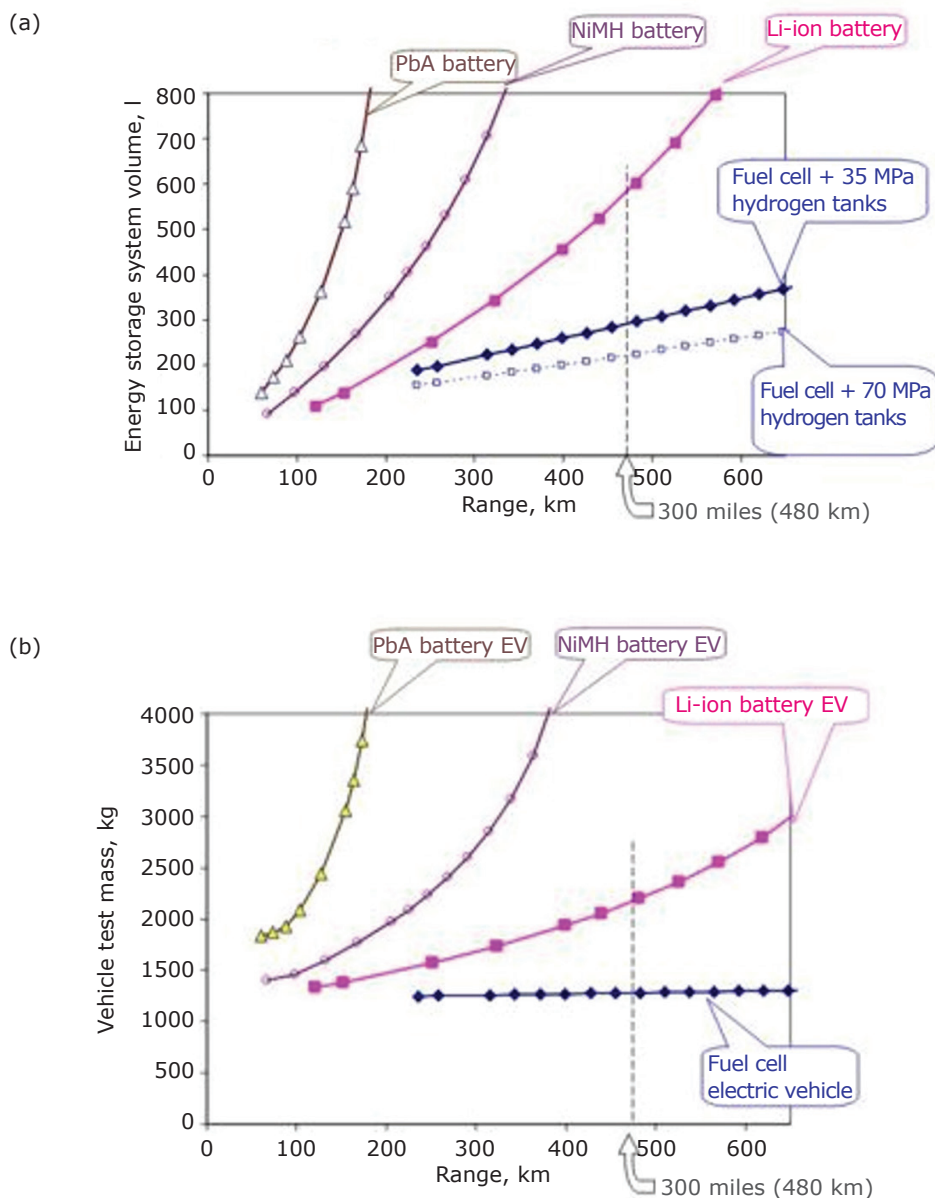 (a)
NiMH battery
Li-ion battery
PbA battery
Energy storage system volume, l
800
700
600
500
400
300
200
100
0
Fuel cell + 35 MPa
hydrogen tanks
Fuel cell + 70 MPa
hydrogen tanks
0
100
200
300
400
500
600
Range, km
300 miles (480 km)
(b)
PbA battery EV
NiMH battery EV
Li-ion battery EV
Vehicle test mass, kg
4000
3500
3000
2500
2000
1500
1000
500
0
Fuel cell
electric vehicle
0
100
200
300
400
500
600
Range, km
300 miles (480 km)